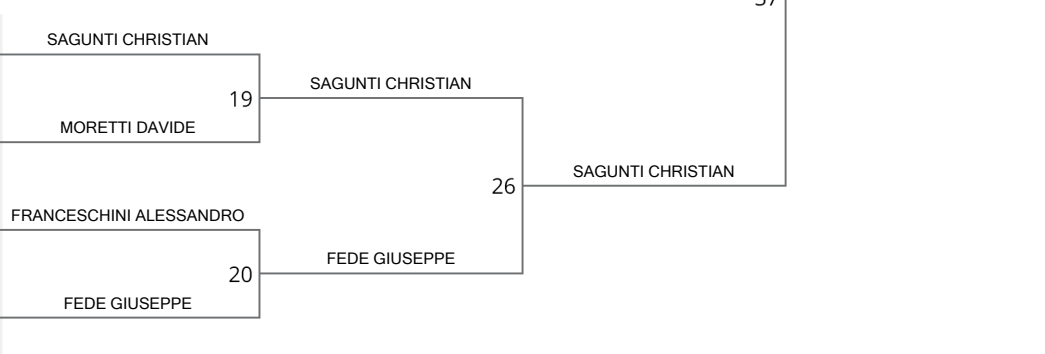 SAGUNTI CHRISTIAN
19
SAGUNTI CHRISTIAN
MORETTI DAVIDE
26
SAGUNTI CHRISTIAN
FRANCESCHINI ALESSANDRO
20
FEDE GIUSEPPE
FEDE GIUSEPPE